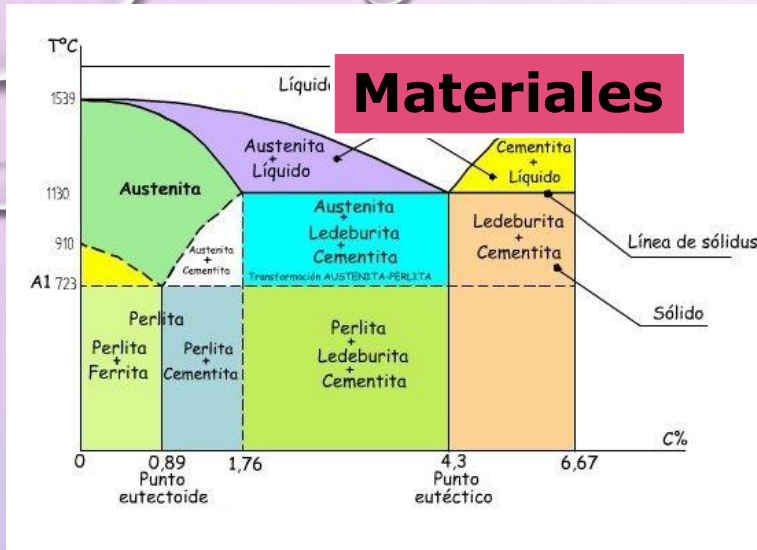 T°C
Materiales
Líquid
1539
Austenita
+
Líquido
Cementita
+
Líquido
Austenita
1130
Austenita
+
Ledeburita
+
Cementita
Ledeburita
+
Cementita
910
Austenita
+
Cementita
Línea de sólidus
Transformación AUSTENITA-PERLITA
A1 723
Sólido
Perlita
Perlita
+
Ferrita
Perlita
+
Cementita
Perlita
+
Ledeburita
+
Cementita
C%
0
0,89
1,76
4,3
6,67
Punto
eutectoide
Punto
eutéctico